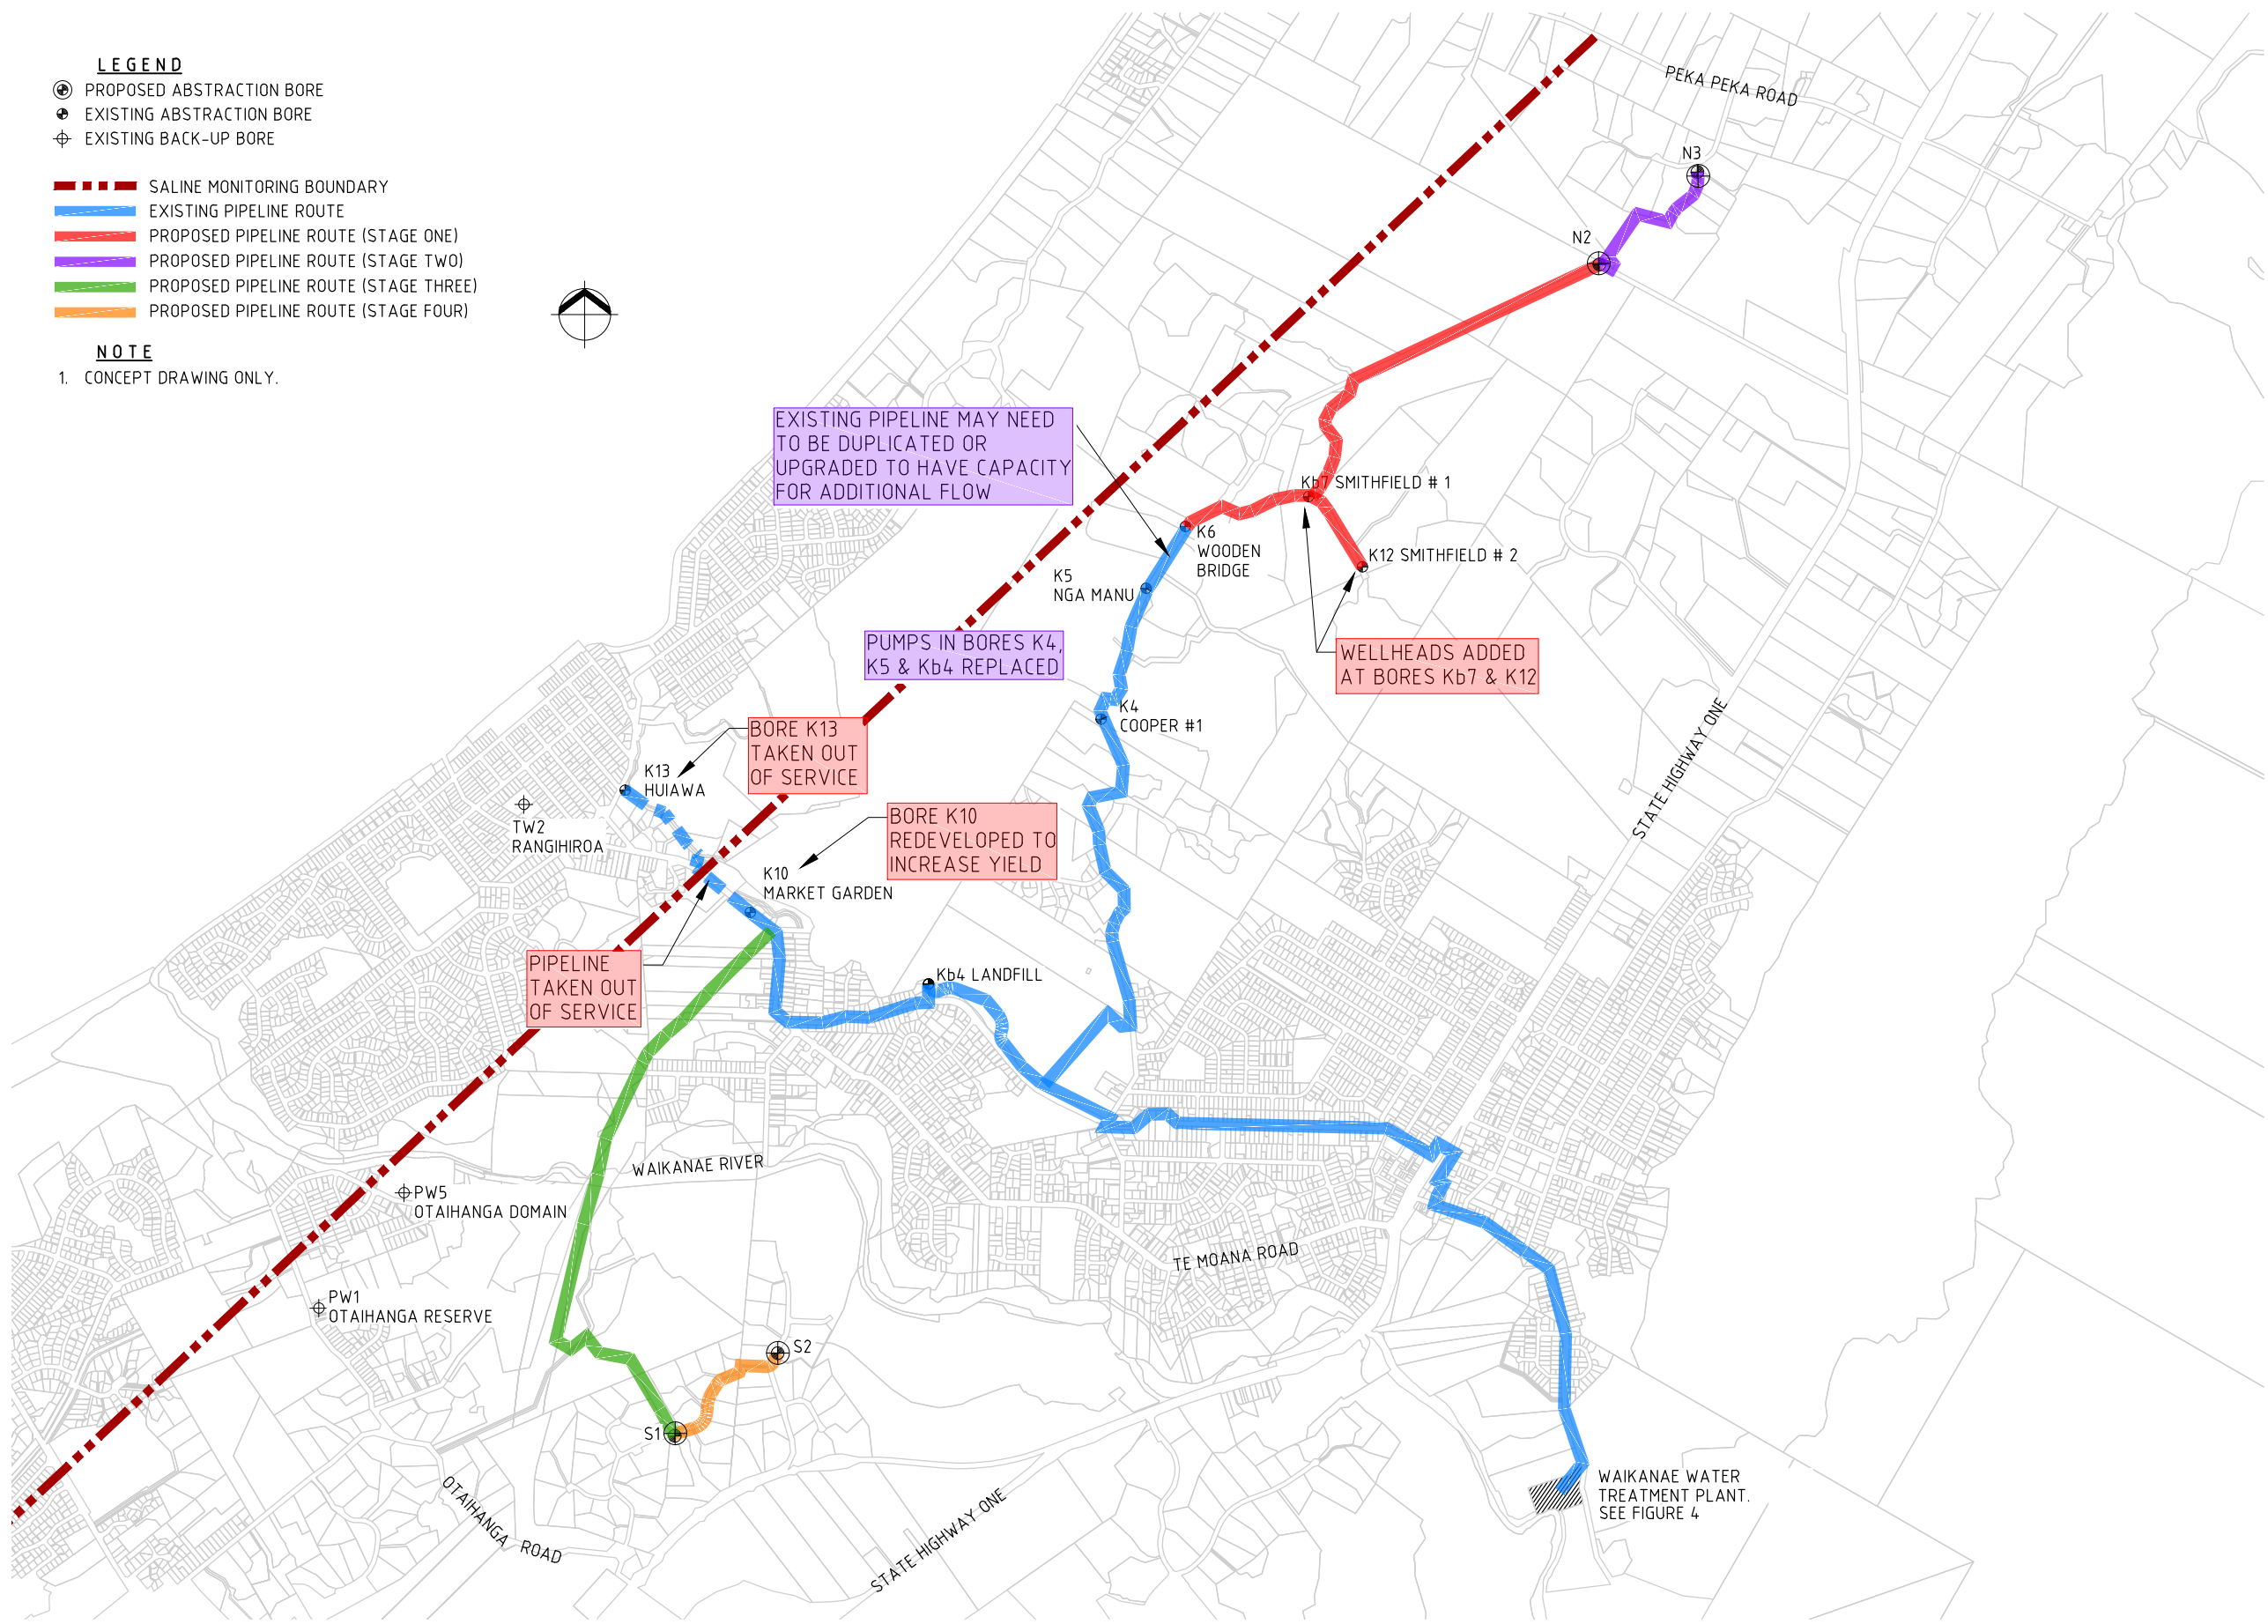 LEGEND
PROPOSED ABSTRACTION BORE
EXISTING ABSTRACTION BORE
EXISTING BACK-UP BORE
SALINE MONITORING BOUNDARY
EXISTING PIPELINE ROUTE
PROPOSED PIPELINE ROUTE (STAGE ONE)
PROPOSED PIPELINE ROUTE (STAGE TWO)
PROPOSED PIPELINE ROUTE (STAGE THREE)
PROPOSED PIPELINE ROUTE (STAGE FOUR)
NOTE
1. CONCEPT DRAWING ONLY.
PEKA PEKA ROAD
N3
N2
EXISTING PIPELINE MAY NEED
TO BE DUPLICATED OR
UPGRADED TO HAVE CAPACITY
FOR ADDITIONAL FLOW
Kb7 SMITHFIELD # 1
K6
WOODEN
BRIDGE
K12 SMITHFIELD # 2
K5
NGA MANU
PUMPS IN BORES K4,
K5 & Kb4 REPLACED
WELLHEADS ADDED
AT BORES Kb7 & K12
K4
COOPER #1
STATE HIGHWAY ONE
BORE K13
TAKEN OUT
OF SERVICE
K13
HUIAWA
TW2
RANGIHIROA
BORE K10
REDEVELOPED TO
INCREASE YIELD
K10
MARKET GARDEN
PIPELINE
TAKEN OUT
OF SERVICE
Kb4 LANDFILL
WAIKANAE RIVER
PW5
OTAIHANGA DOMAIN
TE MOANA ROAD
PW1
OTAIHANGA RESERVE
S2
S1
OTAIHANGA ROAD
STATE HIGHWAY ONE
WAIKANAE WATER
TREATMENT PLANT.
SEE FIGURE 4